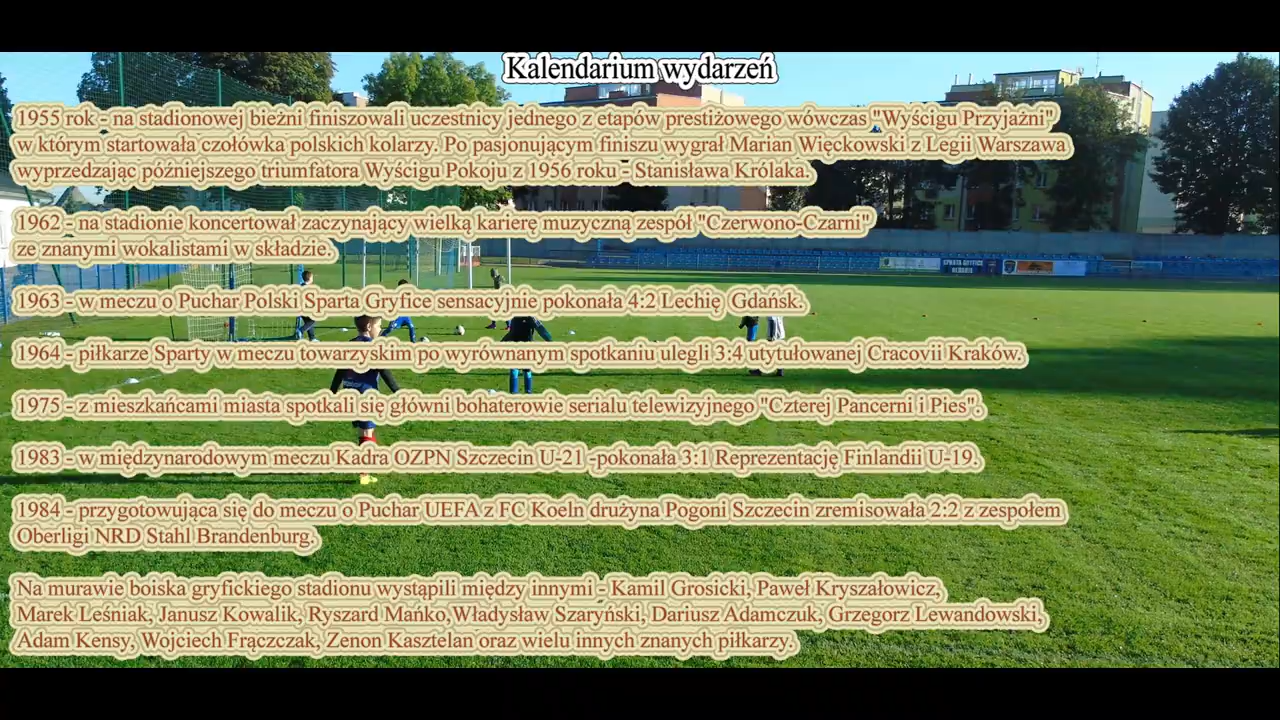 Kalendarium wydarzeń
1955 rok - na stadionowej bieżni finiszowali uczestnicy jednego z etapów prestiżowego wówczas "Wyścigu Przyjaźni"
w którym startowała czołówka polskich kolarzy. Po pasjonującym finiszu wygrał Marian Więckowski z Legii Warszawa
wyprzedzając późniejszego triumfatora Wyścigu Pokoju z 1956 roku - Stanisława Królaka.
1962 - na stadionie koncertował zaczynający wielką karierę muzyczną zespół "Czerwono-Czarni"
ze znanymi wokalistami w składzie.
1963 - w meczu o Puchar Polski Sparta Gryfice sensacyjnie pokonała 4:2 Lechię Gdańsk.
1964 - piłkarze Sparty w meczu towarzyskim po wyrównanym spotkaniu ulegli 3:4 utytułowanej Cracovii Kraków.
1975 - z mieszkańcami miasta spotkali się główni bohaterowie serialu telewizyjnego "Czterej Pancerni i Pies".
1983 - w międzynarodowym meczu Kadra OZPN Szczecin U-21 -pokonała 3:1 Reprezentację Finlandii U-19.
1984 - przygotowująca się do meczu o Puchar UEFA z FC Koeln drużyna Pogoni Szczecin zremisowała 2:2 z zespołem
Oberligi NRD Stahl Brandenburg.
Na murawie boiska gryfickiego stadionu wystąpili między innymi - Kamil Grosicki, Paweł Kryszałowicz,
Marek Leśniak, Janusz Kowalik, Ryszard Mańko,Władysław Szaryński, Dariusz Adamczuk, Grzegorz Lewandowski,
Adam Kensy, Wojciech Frączczak, Zenon Kasztelan oraz wielu innych znanych piłkarzy.